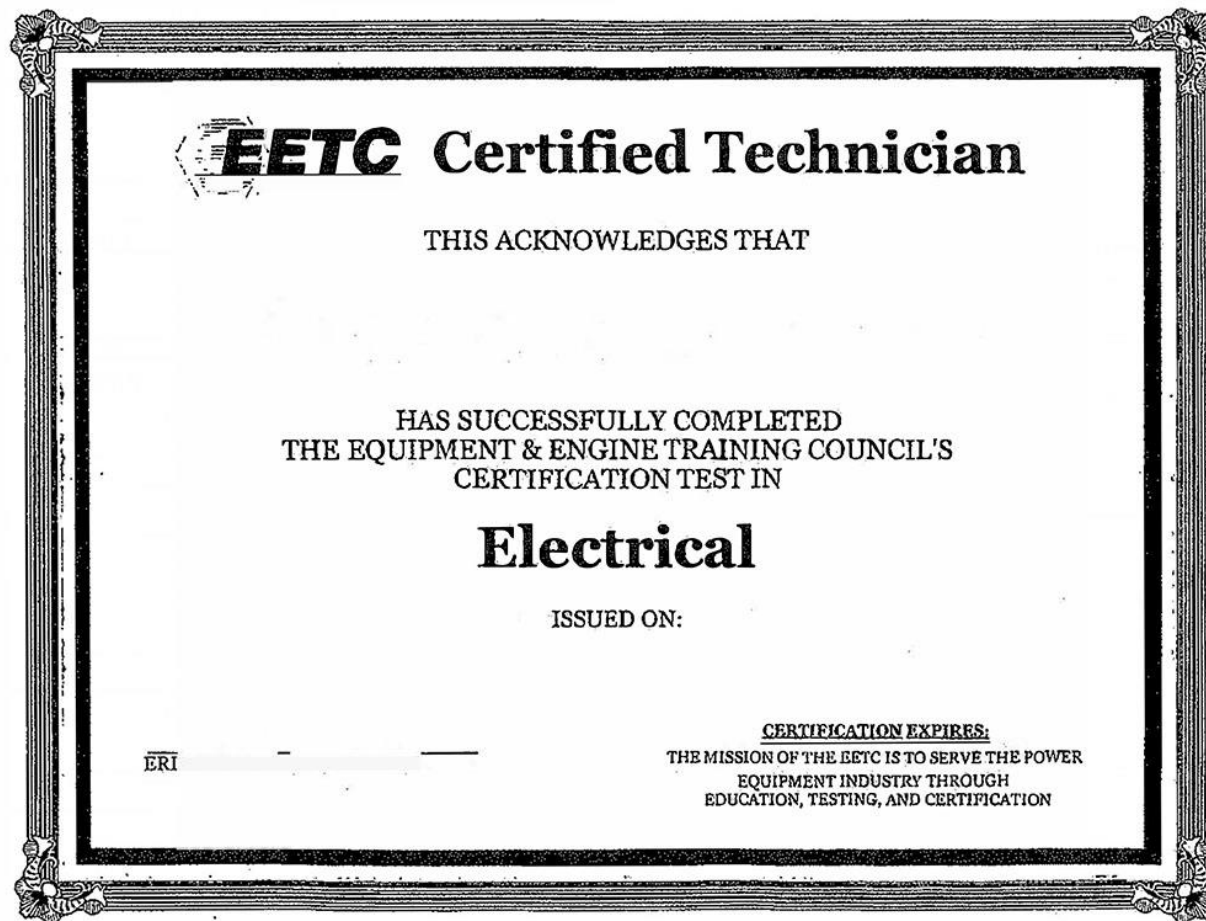 EETC Certified Technician
THIS ACKNOWLEDGES THAT
HAS SUCCESSFULLY COMPLETED
THE EQUIPMENT & ENGINE TRAINING COUNCIL'S
CERTIFICATION TEST IN
Electrical
ISSUED ON:
ERI
CERTIFICATION EXPIRES:
THE MISSION OF THE EETC IS TO SERVE THE POWER
EQUIPMENT INDUSTRY THROUGH
EDUCATION, TESTING, AND CERTIFICATION